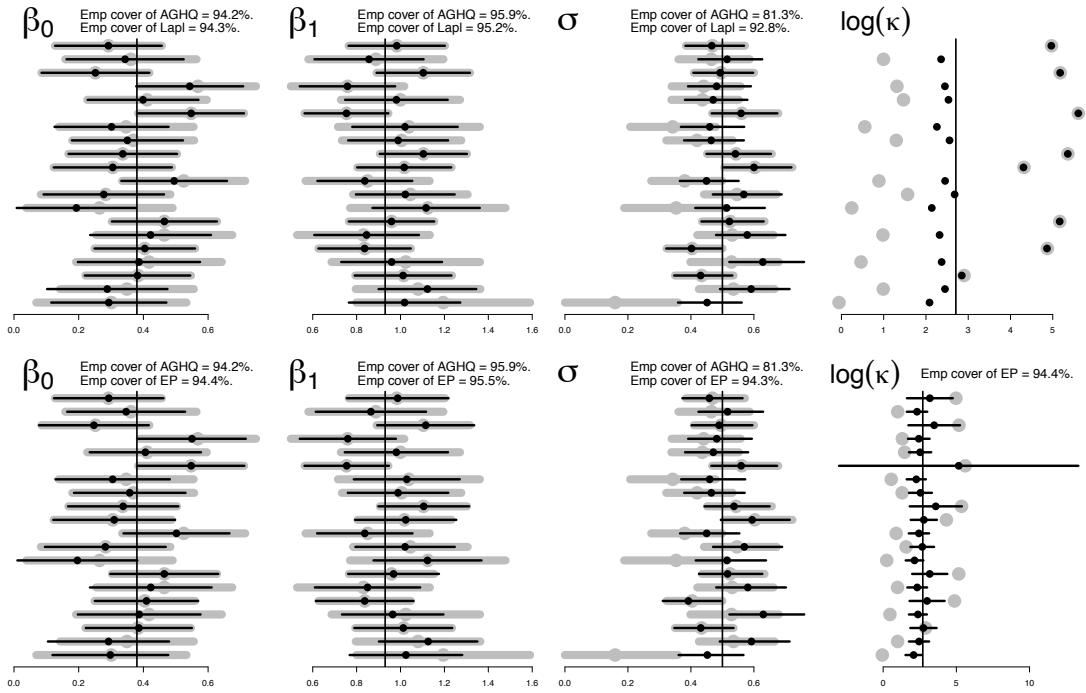 β0
Emp cover of AGHQ = 94.2%.
Emp cover of Lapl = 94.3%.
β1
Emp cover of AGHQ = 95.9%.
Emp cover Lapl = 95.2%.
σ
Emp cover of AGHQ = 81.3%.
Emp cover of Lapl = 92.8%.
log(κ)
0.0 0.2 0.4 0.6
0.6 0.8 1.0 1.2 1.4 1.6
0.0 0.2 0.4 0.6
0 1 2 3 4 5
β0
Emp cover of AGHQ = 94.2%.
Emp cover of EP = 94.4%.
β1
Emp cover of AGHQ = 95.9%.
Emp cover of EP = 95.5%.
σ
Emp cover of AGHQ = 81.3%.
Emp cover of EP = 94.3%.
log(κ)
Emp cover of EP = 94.4%.
0.0 0.2 0.4 0.6
0.6 0.8 1.0 1.2 1.4 1.6
0.0 0.2 0.4 0.6
0 5 10